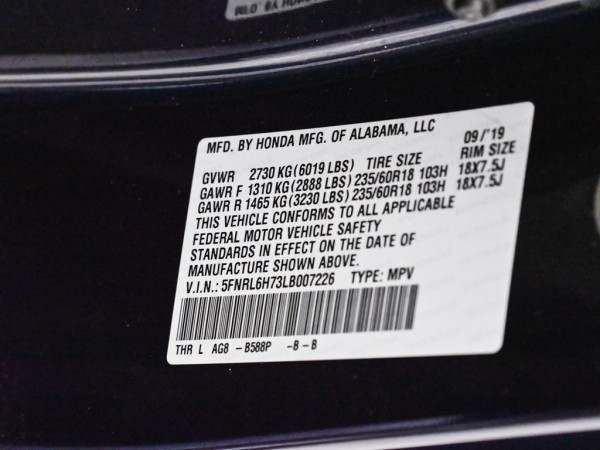 MFD. BY HONDA MFG. OF ALABAMA, LLC 09/'19
GVWR 2730 KG(6019 LBS) TIRE SIZE RIM SIZE
GAWR F 1310 KG(2888 LBS) 235/60R18 103H 18X7.5J
GAWR R 1465 KG(3230 LBS) 235/60R18 103H 18X7.5J
THIS VEHICLE CONFORMS TO ALL APPLICABLE
FEDERAL MOTOR VEHICLE SAFETY
STANDARDS IN EFFECT ON THE DATE OF
MANUFACTURE SHOWN ABOVE.
V.I.N.: 5FNRL6H73LB007226 TYPE: MPV
THR L AG8 -B588P -B-B